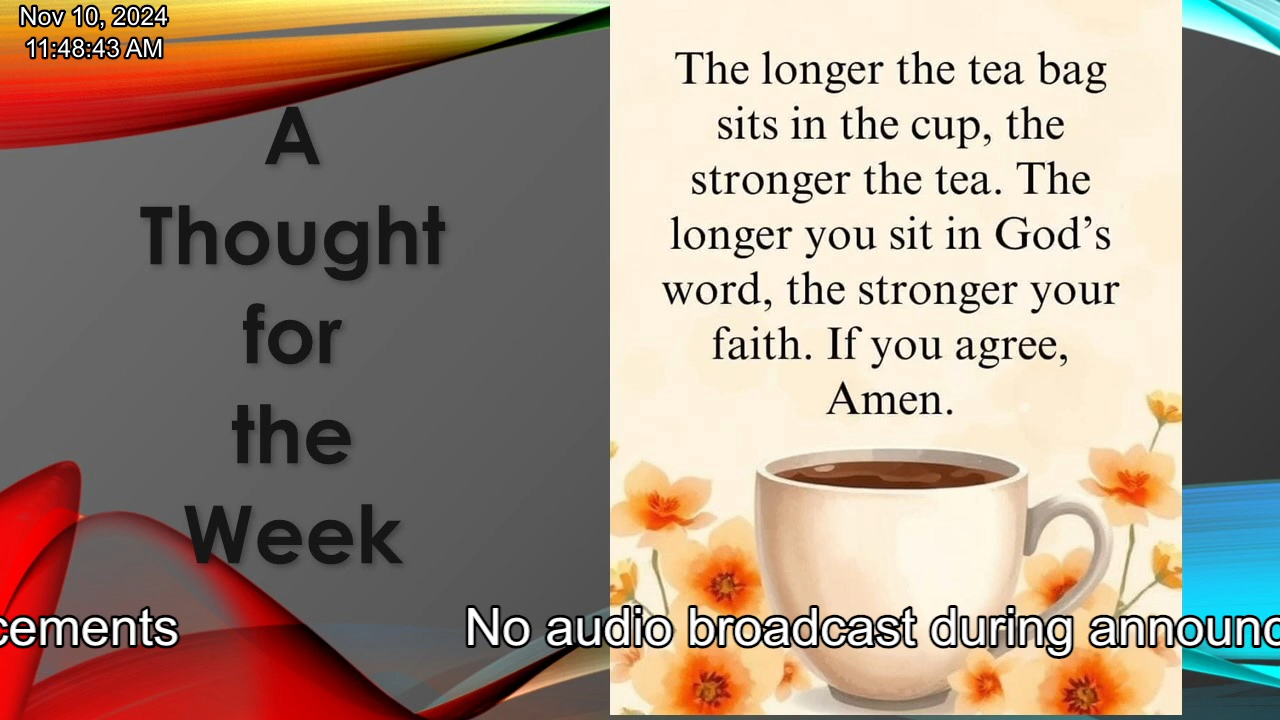 Nov 10, 2024
11:48:43 AM
A
Thought
for
the
Week
The longer the tea bag
sits in the cup, the
stronger the tea. The
longer you sit in God’s
word, the stronger your
faith. If you agree,
Amen.
cements No audio broadcast during announc